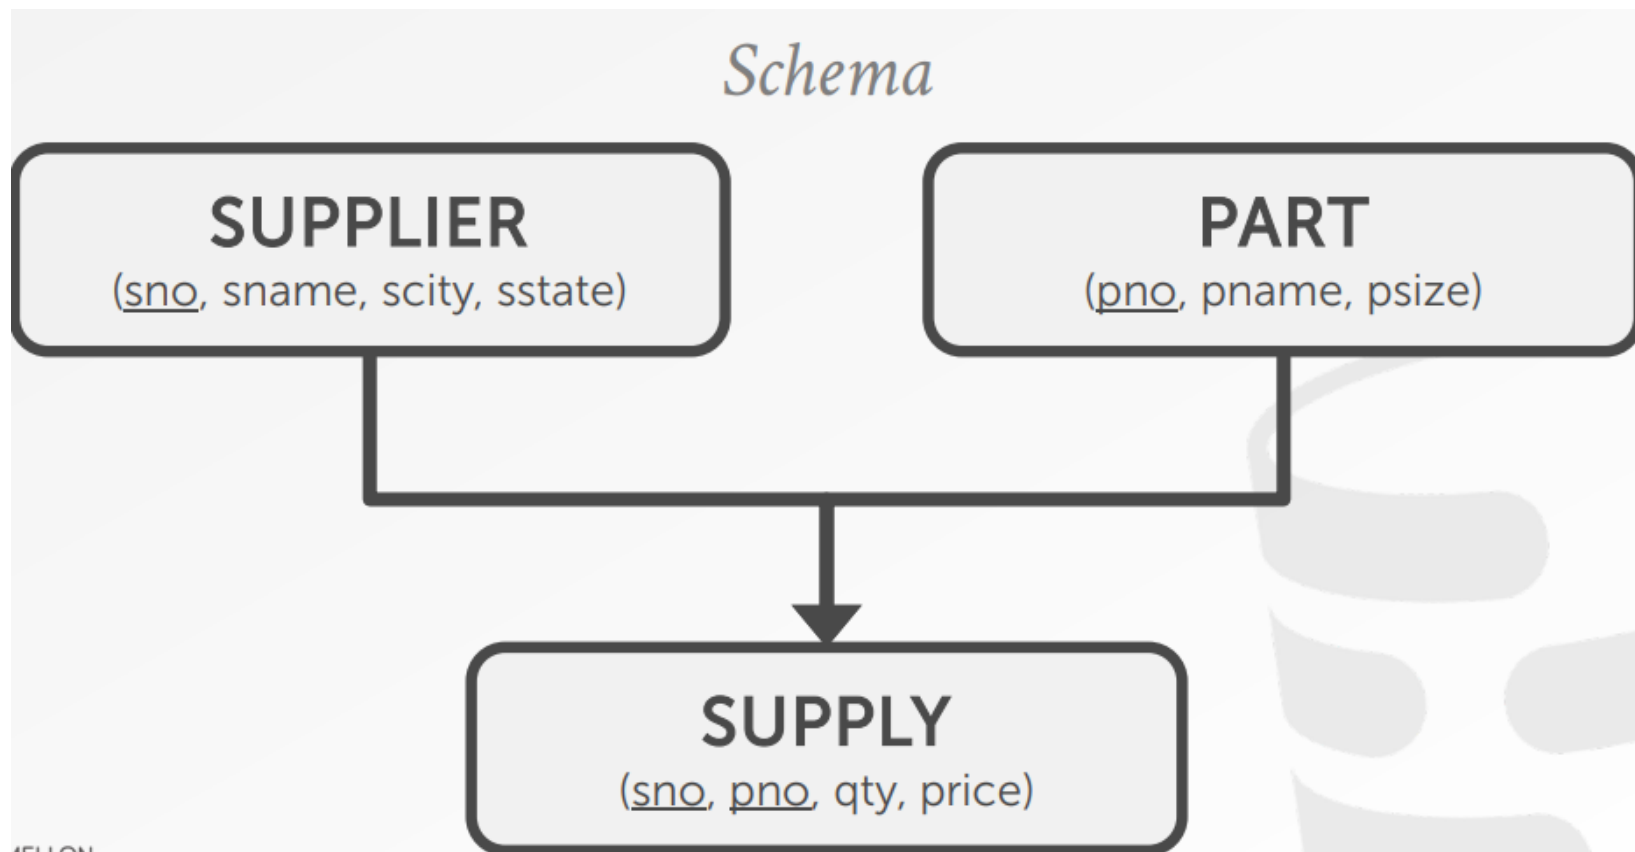 Schema
SUPPLIER
(sno, sname, scity, sstate)
PART
(pno, pname, psize)
SUPPLY
(sno, pno, qty, price)